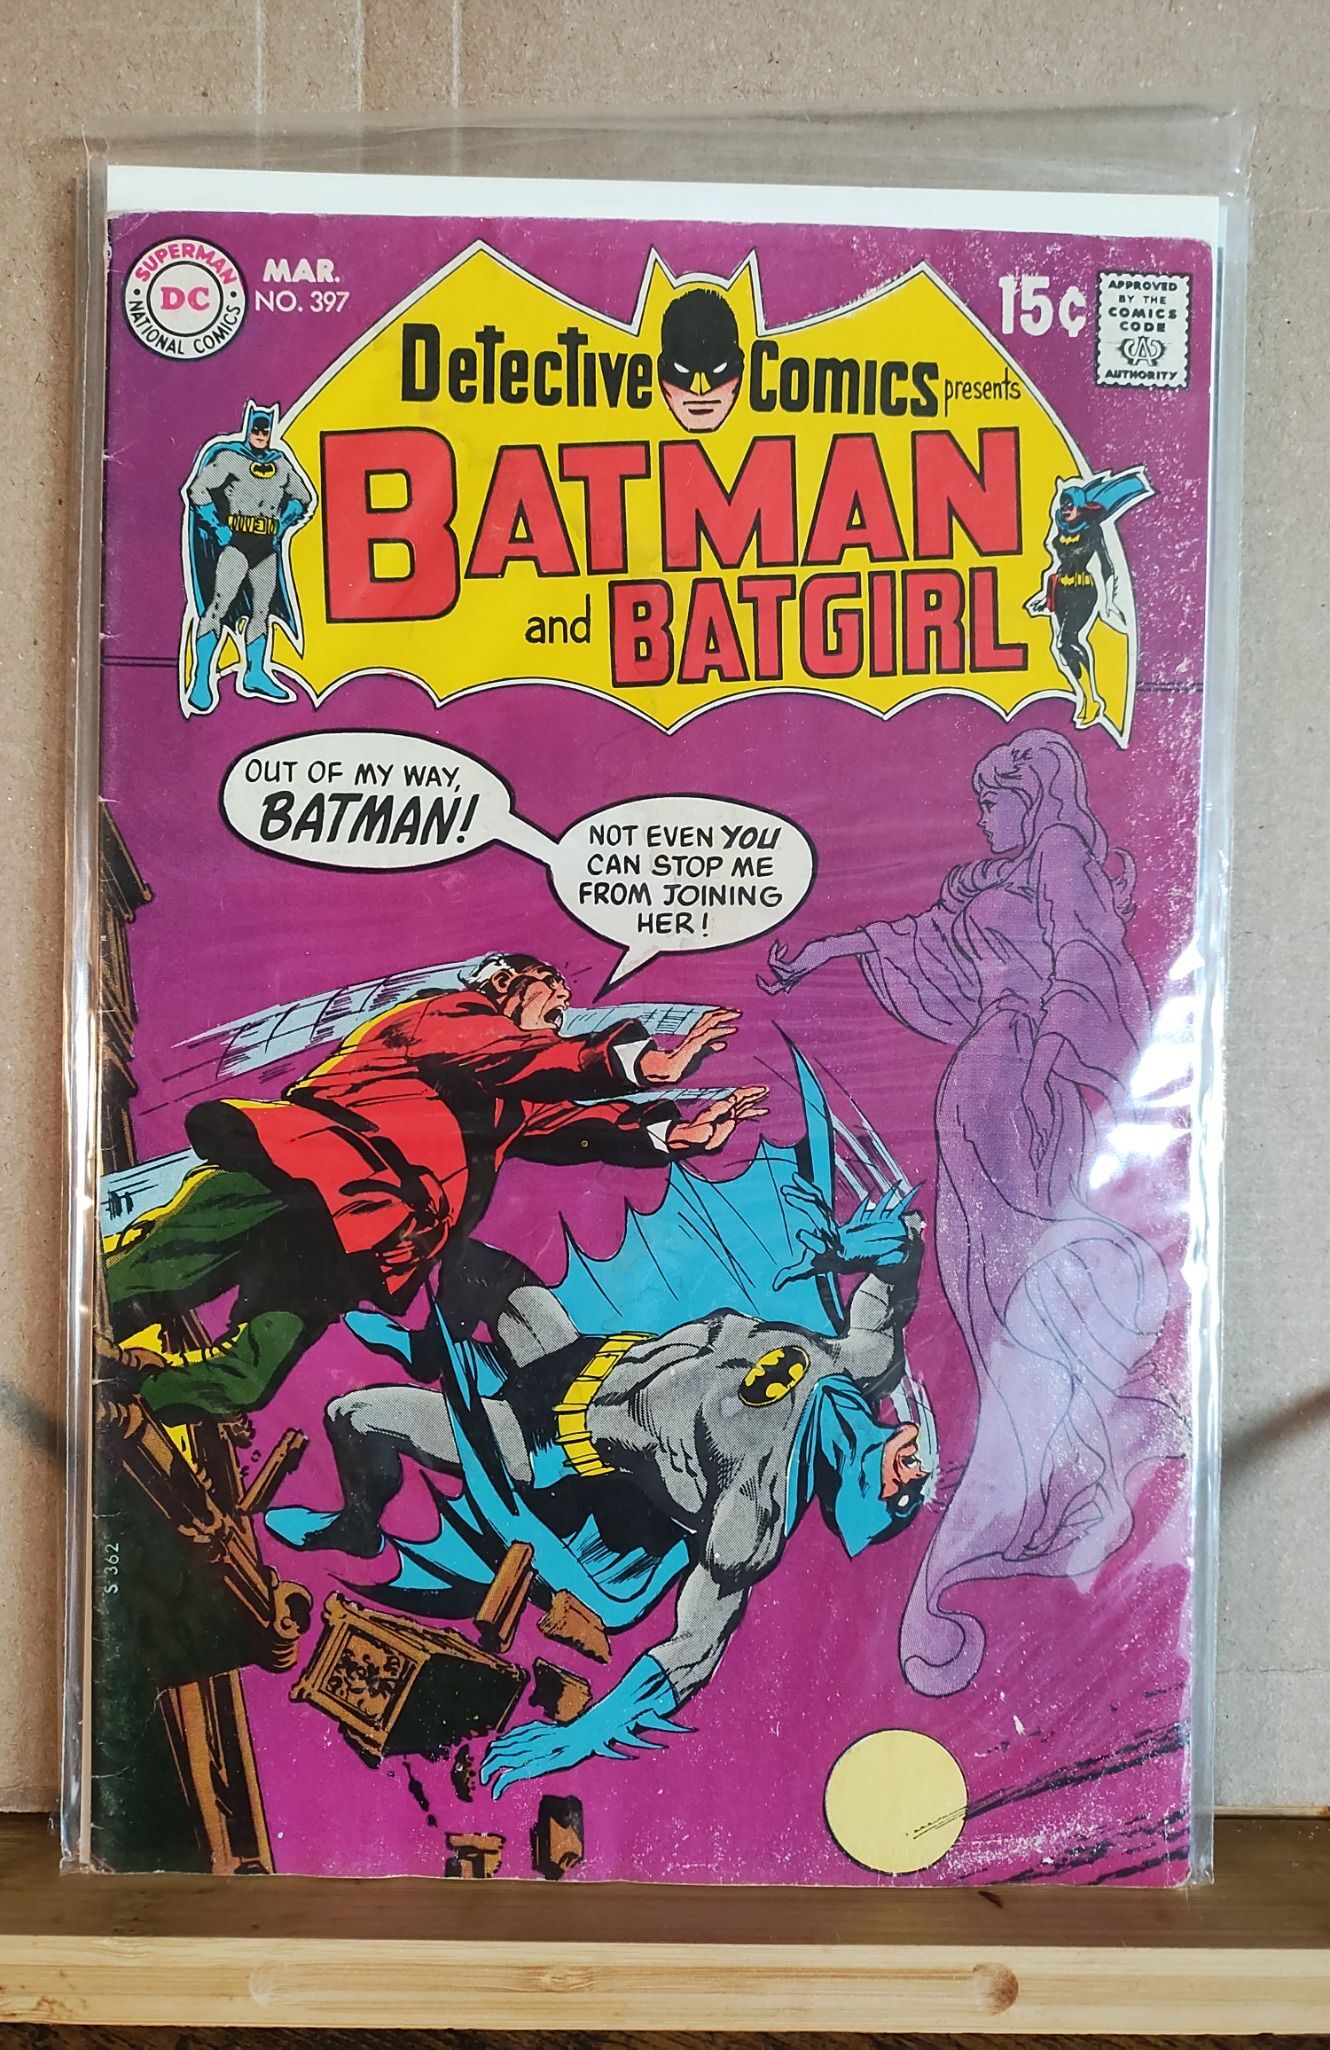 SUPERMAN
DC
NATIONAL COMICS
MAR.
NO. 397
15¢
APPROVED
BY THE
COMICS
CODE
CA
AUTHORITY
Detective Comics presents
BATMAN
and BATGIRL
OUT OF MY WAY,
BATMAN!
NOT EVEN YOU
CAN STOP ME
FROM JOINING
HER!
S 362